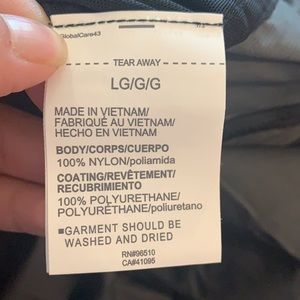 GlobalCare43
TEAR AWAY
LG/G/G
MADE IN VIETNAM/
FABRIQUÉ AU VIETNAM/
HECHO EN VIETNAM
BODY/CORPS/CUERPO
100% NYLON/poliamida
COATING/REVÊTEMENT/
RECUBRIMIENTO
100% POLYURETHANE/
POLYURÉTHANE/poliuretano
■GARMENT SHOULD BE
WASHED AND DRIED
RN#96510
CA#41095